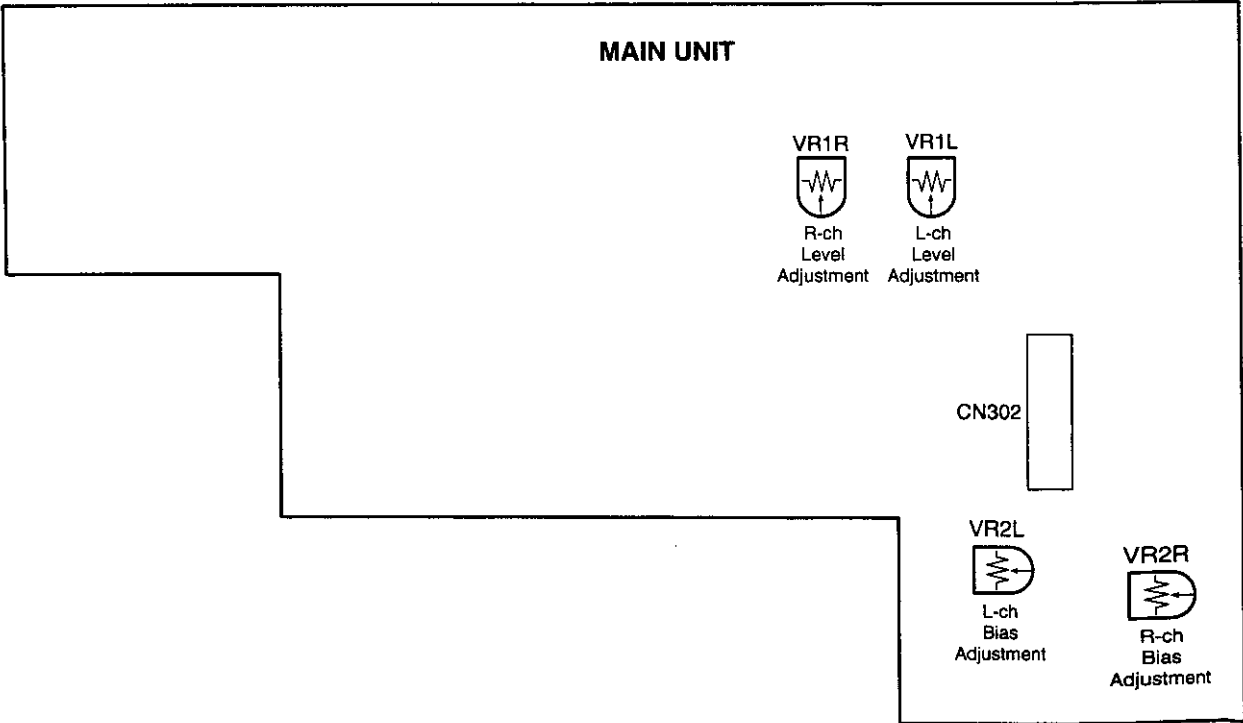 MAIN UNIT
VR1R
R-ch
Level
Adjustment
VR1L
L-ch
Level
Adjustment
CN302
VR2L
L-ch
Bias
Adjustment
VR2R
R-ch
Bias
Adjustment